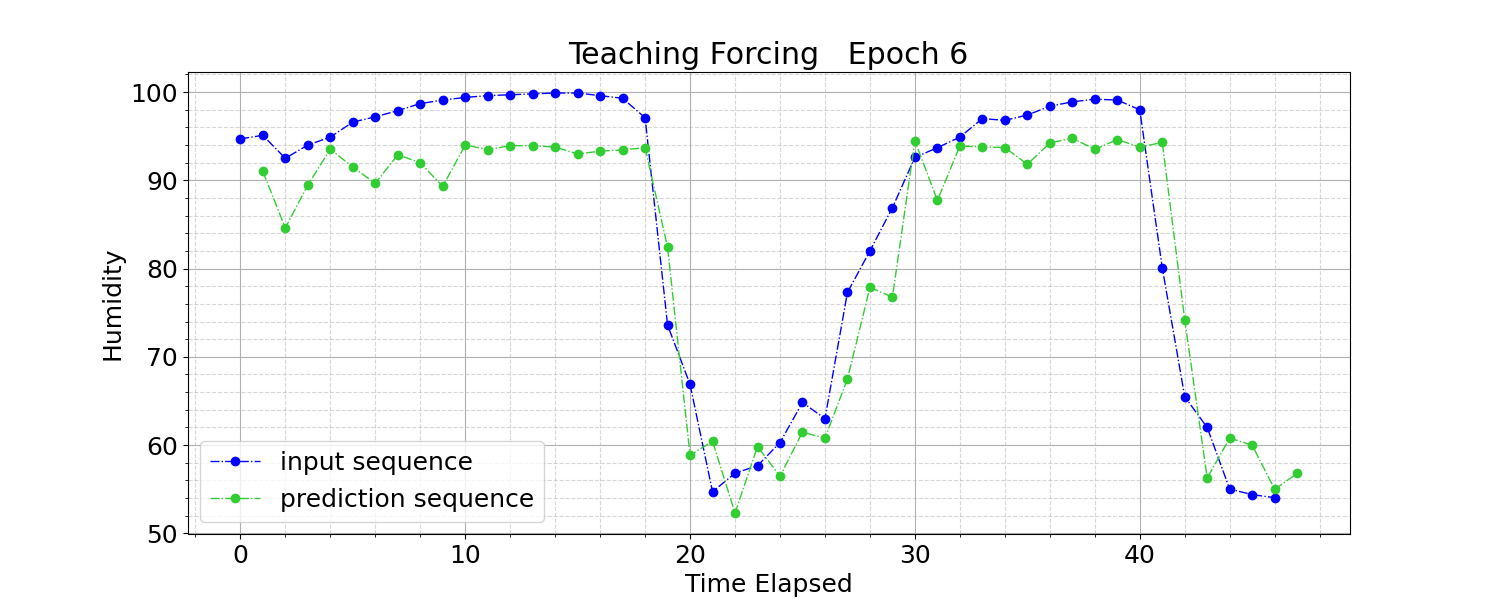 Teaching Forcing   Epoch 6
100
90
80
70
60
50
Humidity
input sequence
prediction sequence
0 10 20 30 40
Time Elapsed